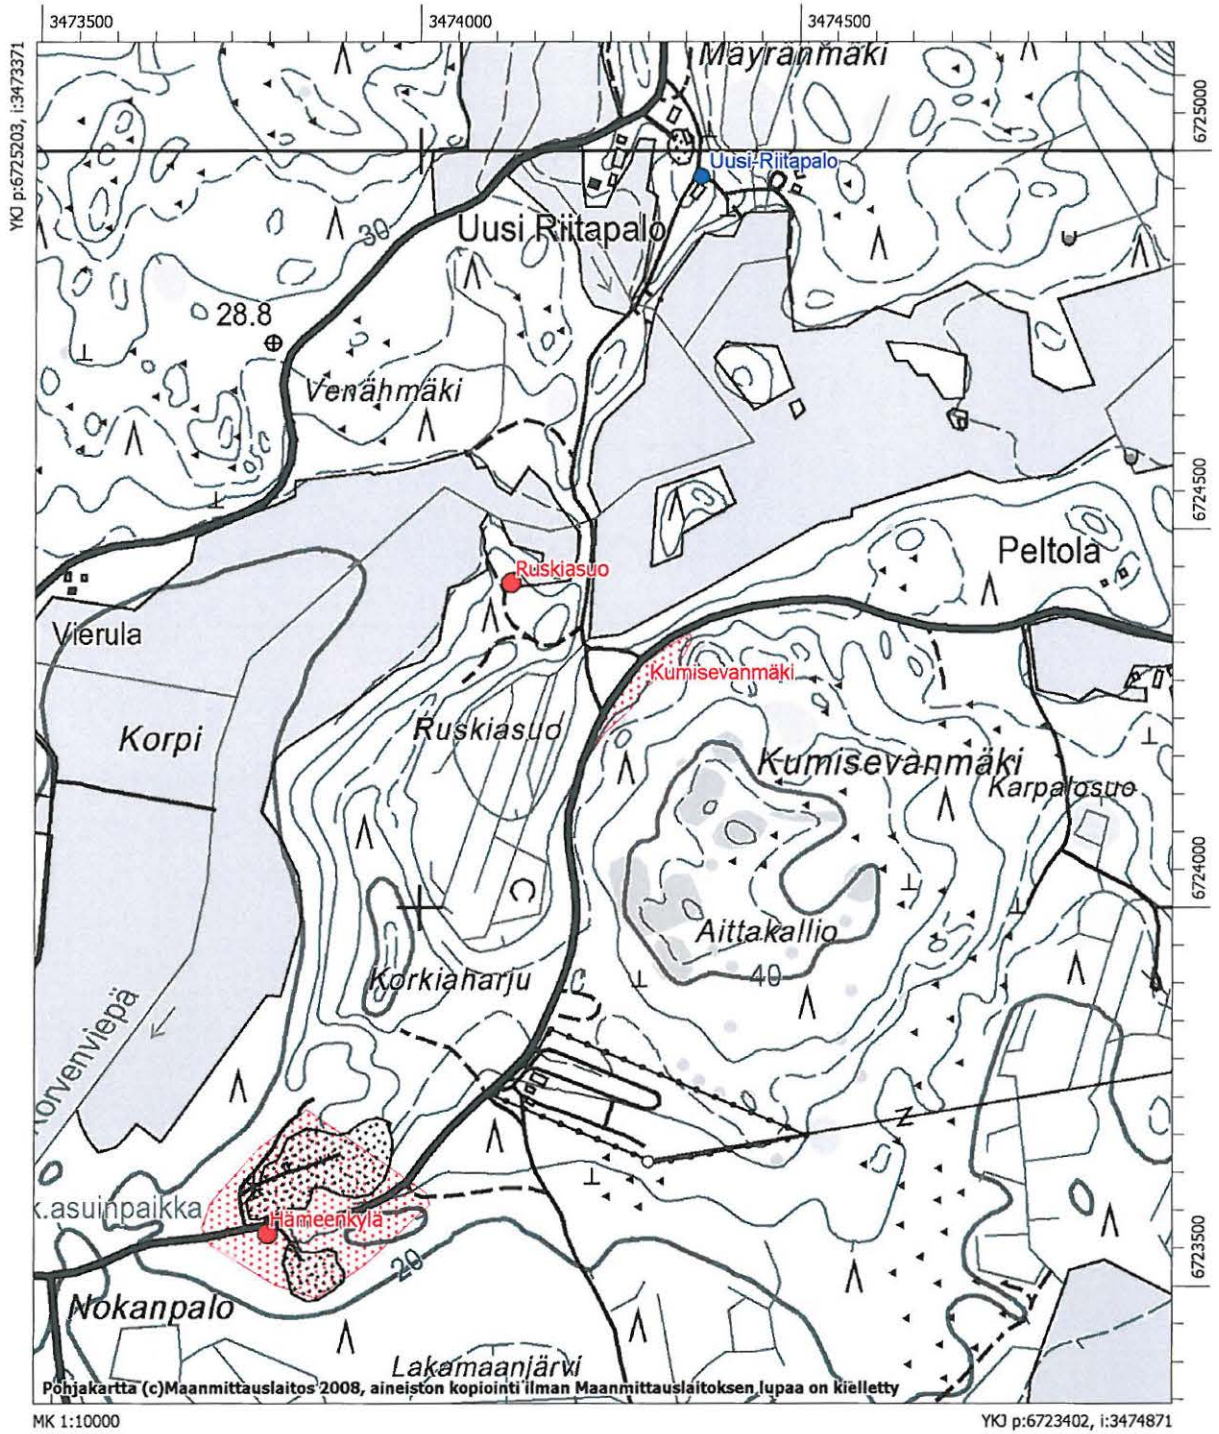 3473500
3474000
3474500
YKJ p:6725203, i:3473371
Mäyränmäki
6725000
Uusi-Riitapalo
30
Uusi Riitapalo
28.8
Venähmäki
6724500
Peltola
Ruskiasuo
Vierula
Kumisevanmäki
Korpi
Ruskiasuo
Kumisevanmäki
Karpalosuo
6724000
Aittakallio
Korkiaharju
40
Korvenviepä
k.asuinpaikka
Hämeenkylä
20
6723500
Nokanpalo
Lakamaanjärvi
Pohjakartta (c)Maanmittauslaitos 2008, aineiston kopiointi ilman Maanmittauslaitoksen lupaa on kielletty
MK 1:10000
YKJ p:6723402, i:3474871